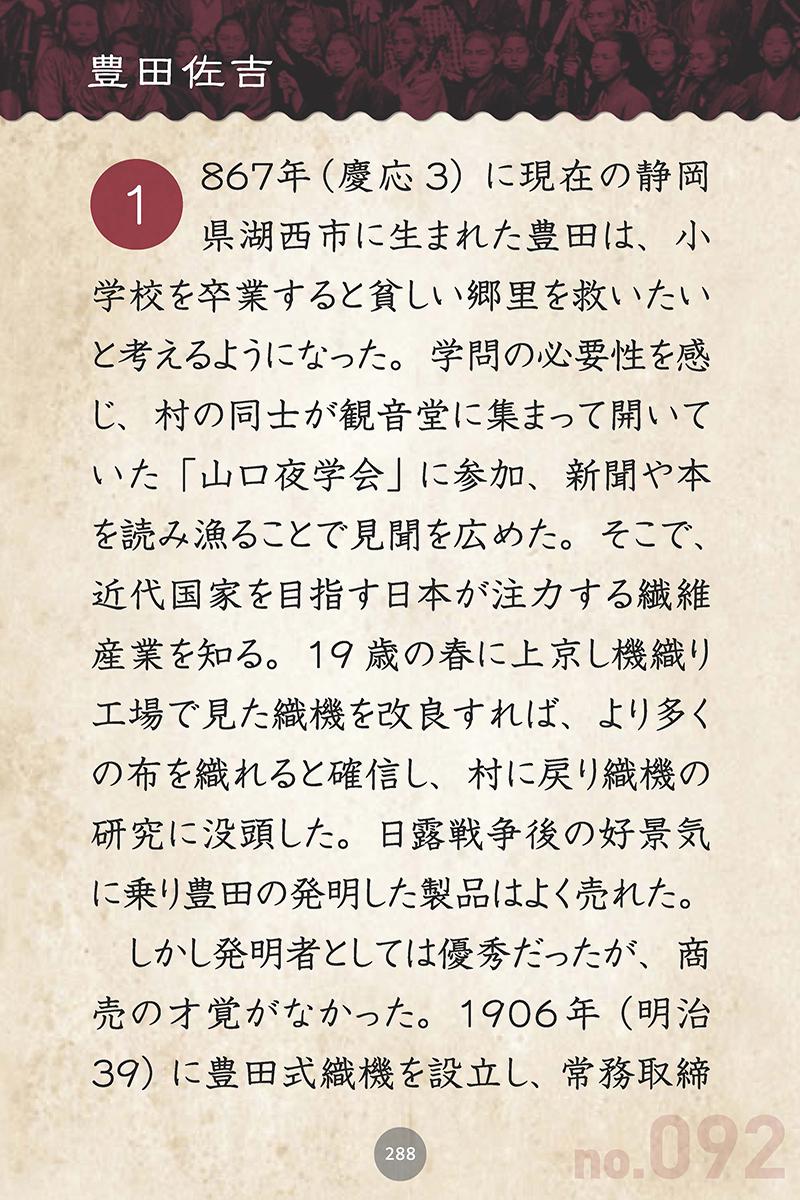 豊田佐吉
1867年（慶応3）に現在の静岡
県湖西市に生まれた豊田は、小
学校を卒業すると貧しい郷里を救いたい
と考えるようになった。学問の必要性を感
じ、村の同士が観音堂に集まって開いて
いた「山口夜学会」に参加、新聞や本
を読み漁ることで見聞を広めた。そこで、
近代国家を目指す日本が注力する繊維
産業を知る。19歳の春に上京し機織り
工場で見た織機を改良すれば、より多く
の布を織れると確信し、村に戻り織機の
研究に没頭した。日露戦争後の好景気
に乗り豊田の発明した製品はよく売れた。
しかし発明者としては優秀だったが、商
売の才覚がなかった。1906年（明治
39）に豊田式織機を設立し、常務取締
288
no.092